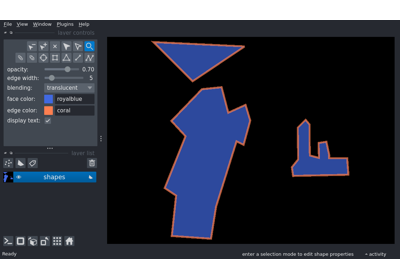 File View Window Plugins Help
layer controls
opacity: 0.70
edge width: 5
blending: translucent
face color: royalblue
edge color: coral
display text:
layer list
shapes
Ready
enter a selection mode to edit shape properties
activity